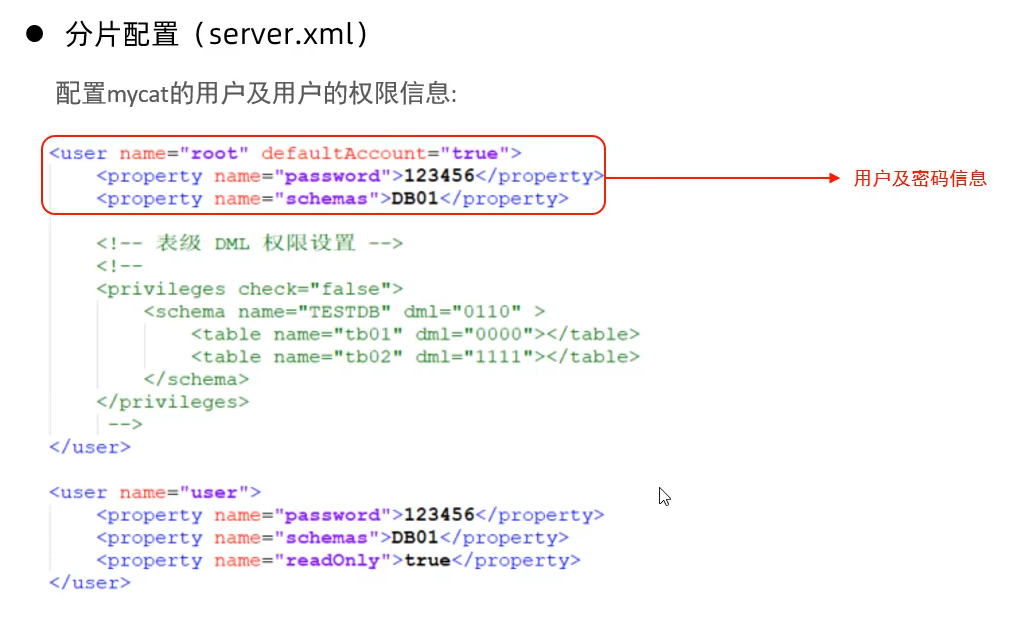 ● 分片配置（server.xml）
配置mycat的用户及用户的权限信息:
<user name="root" defaultAccount="true">
<property name="password">123456</property>
<property name="schemas">DB01</property>
用户及密码信息
<!-- 表级 DML 权限设置 -->
<!--
<privileges check="false">
<schema name="TESTDB" dml="0110" >
<table name="tb01" dml="0000"></table>
<table name="tb02" dml="1111"></table>
</schema>
</privileges>
-->
</user>
<user name="user">
<property name="password">123456</property>
<property name="schemas">DB01</property>
<property name="readOnly">true</property>
</user>